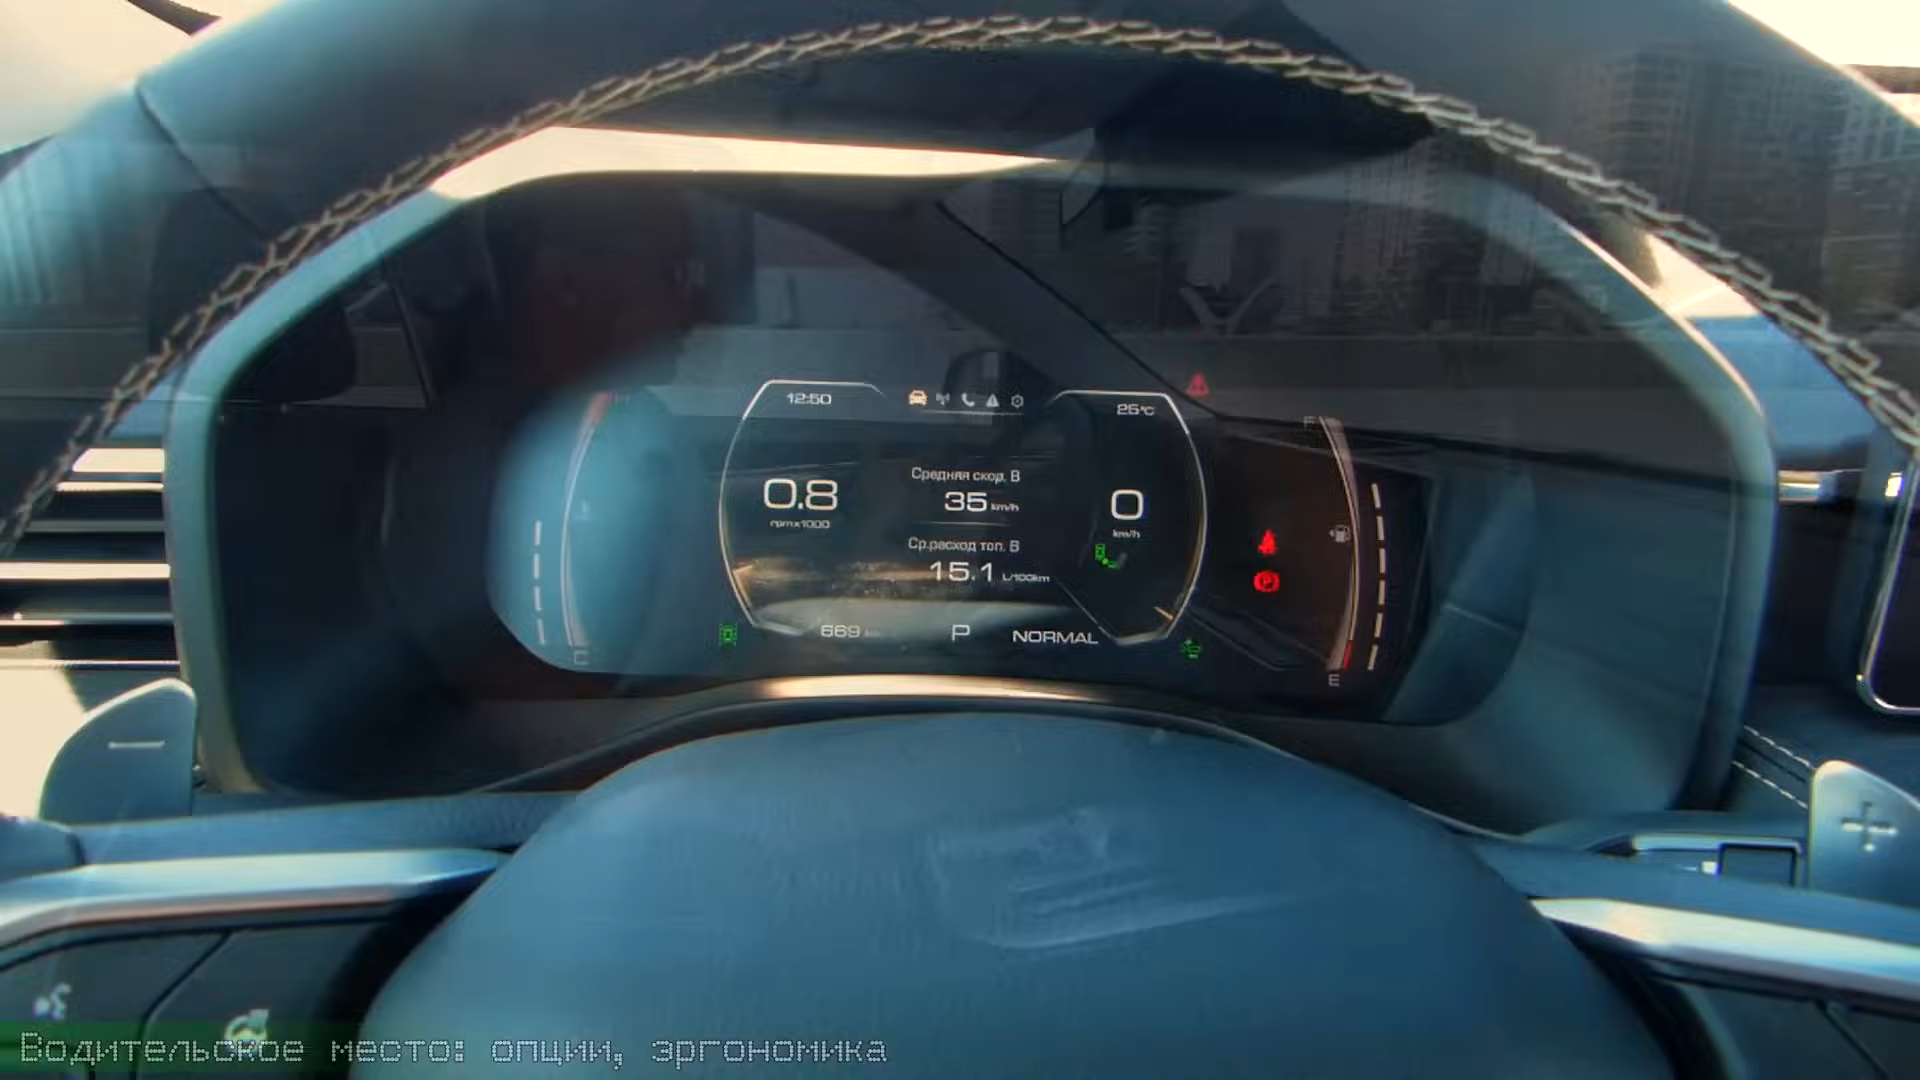 H
12:50
25°C
F
Средняя скор. В
0.8
35 km/h
0
rpmx1000
km/h
Ср.расход топ. В
15.1 L/100km
669
P
NORMAL
C
E
Водительское место: опции, эргономика